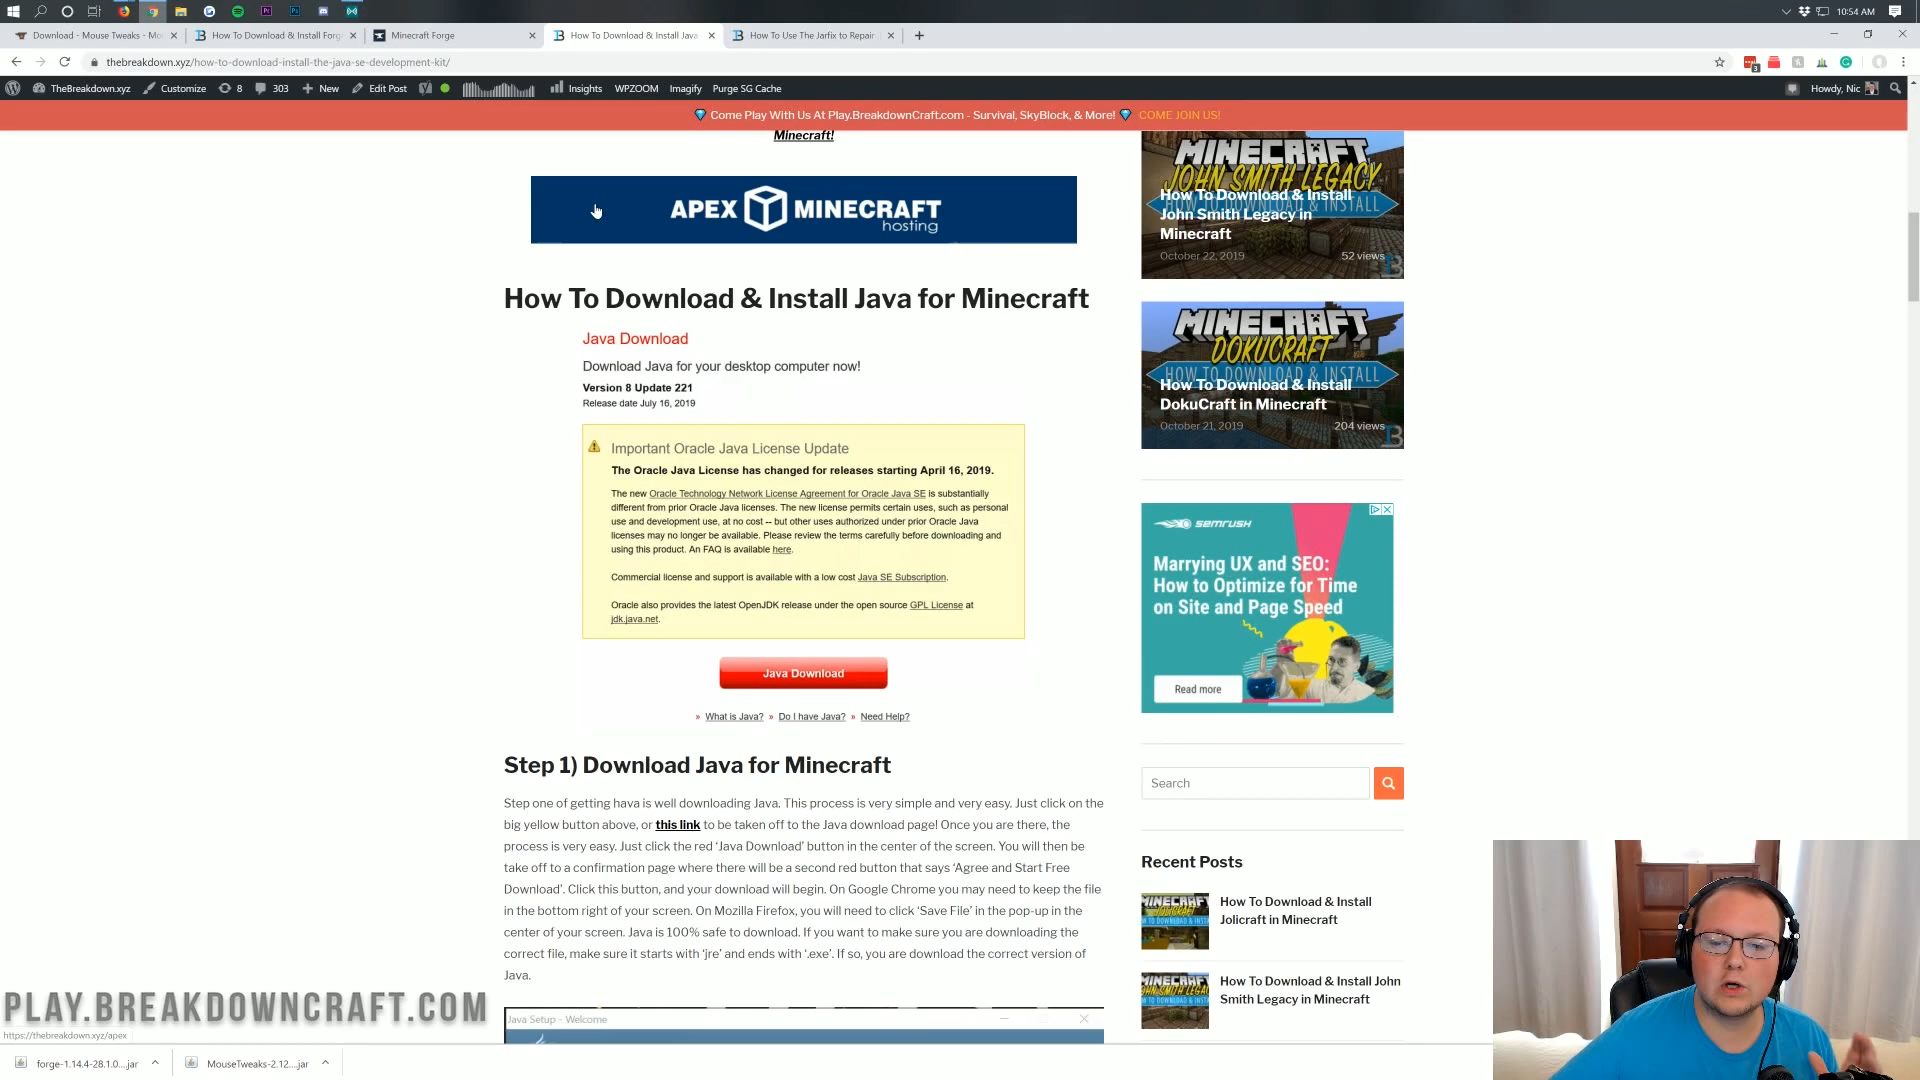 10:54 AM
Download - Mouse Tweaks - Mo
How To Download & Install Forg
Minecraft Forge
How To Download & Install Java
How To Use The Jarfix to Repair
thebreakdown.xyz/how-to-download-install-the-java-se-development-kit/
3
TheBreakdown.xyz
Customize
8
303
New
Edit Post
Insights
WPZOOM
Imagify
Purge SG Cache
Howdy, Nic
Come Play With Us At Play.BreakdownCraft.com - Survival, SkyBlock, & More!
COME JOIN US!
Minecraft!
APEX MINECRAFT
hosting
How To Download & Install Java for Minecraft
Java Download
Download Java for your desktop computer now!
Version 8 Update 221
Release date July 16, 2019
Important Oracle Java License Update
The Oracle Java License has changed for releases starting April 16, 2019.
The new Oracle Technology Network License Agreement for Oracle Java SE is substantially
different from prior Oracle Java licenses. The new license permits certain uses, such as personal
use and development use, at no cost -- but other uses authorized under prior Oracle Java
licenses may no longer be available. Please review the terms carefully before downloading and
using this product. An FAQ is available here.
Commercial license and support is available with a low cost Java SE Subscription.
Oracle also provides the latest OpenJDK release under the open source GPL License at
jdk.java.net.
Java Download
» What is Java? » Do I have Java? » Need Help?
Step 1) Download Java for Minecraft
Step one of getting hava is well downloading Java. This process is very simple and very easy. Just click on the
big yellow button above, or this link to be taken off to the Java download page! Once you are there, the
process is very easy. Just click the red ‘Java Download’ button in the center of the screen. You will then be
take off to a confirmation page where there will be a second red button that says ‘Agree and Start Free
Download’. Click this button, and your download will begin. On Google Chrome you may need to keep the file
in the bottom right of your screen. On Mozilla Firefox, you will need to click ‘Save File’ in the pop-up in the
center of your screen. Java is 100% safe to download. If you want to make sure you are downloading the
correct file, make sure it starts with ‘jre’ and ends with ‘.exe’. If so, you are download the correct version of
Java.
Java Setup - Welcome
MINECRAFT
JOHN SMITH LEGACY
HOW TO DOWNLOAD & INSTALL
How To Download & Install
John Smith Legacy in
Minecraft
October 22, 2019
52 views
MINECRAFT
DOKUCRAFT
HOW TO DOWNLOAD & INSTALL
How To Download & Install
DokuCraft in Minecraft
October 21, 2019
204 views
SEMRUSH
Marrying UX and SEO:
How to Optimize for Time
on Site and Page Speed
Read more
Search
Recent Posts
How To Download & Install
Jolicraft in Minecraft
How To Download & Install John
Smith Legacy in Minecraft
PLAY.BREAKDOWNCRAFT.COM
https://thebreakdown.xyz/apex
forge-1.14.4-28.1.0....jar
MouseTweaks-2.12....jar